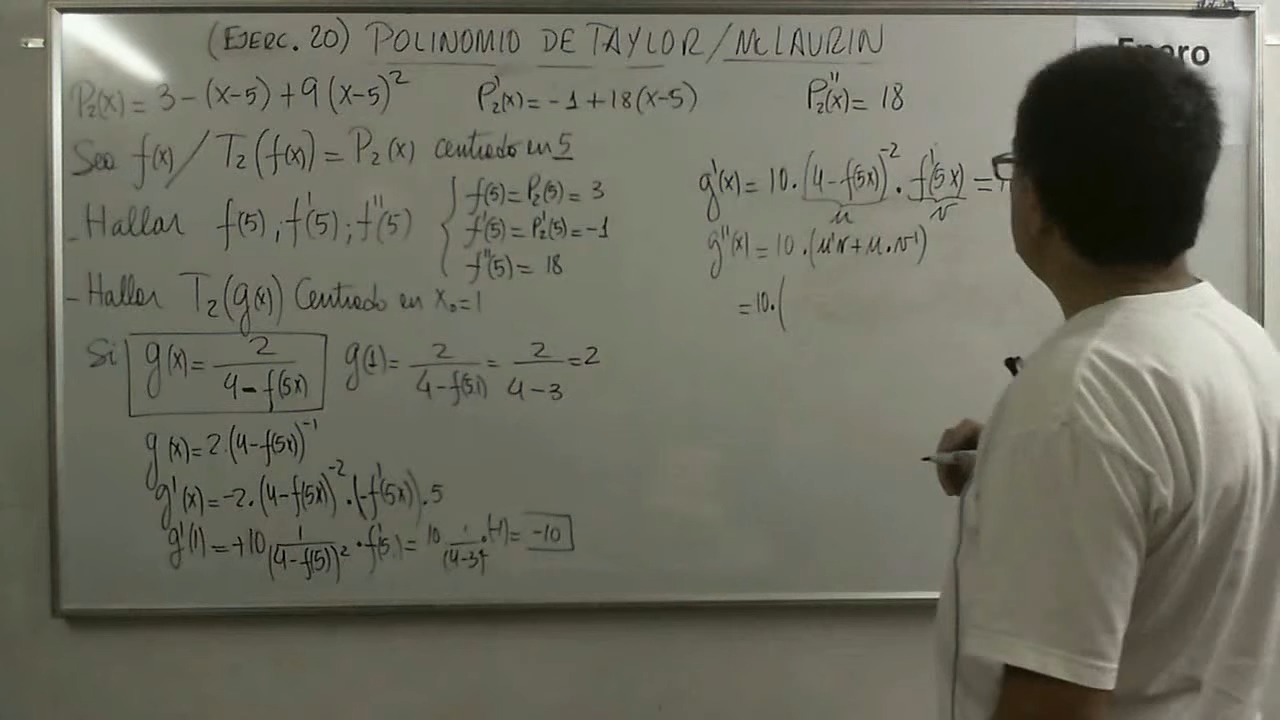 (EJERC. 20) POLINOMIO DE TAYLOR/MCLAURIN
P₂(x) = 3 - (x-5) + 9(x-5)²
P₂'(x) = -1 + 18(x-5)
P₂''(x) = 18
Sea f(x) / T₂(f(x)) = P₂(x) centrado en 5
- Hallar f(5), f'(5), f''(5)
f(5) = P₂(5) = 3
f'(5) = P₂'(5) = -1
f''(5) = 18
- Hallar T₂(g(x)) Centrado en x₀=1
Si g(x) = 2/(4-f(5x))
g(1) = 2/(4-f(5.1)) = 2/(4-3) = 2
g(x) = 2.(4-f(5x))⁻¹
g'(x) = -2.(4-f(5x))⁻².(-f'(5x)).5
g'(1) = +10 1/(4-f(5))² . f'(5.) = 10 . 1/(4-3)² . (-1) = -10
g'(x) = 10.(4-f(5x))⁻² . f'(5x) =
u v
g''(x) = 10.(u'v + u.v')
= 10.(
ero